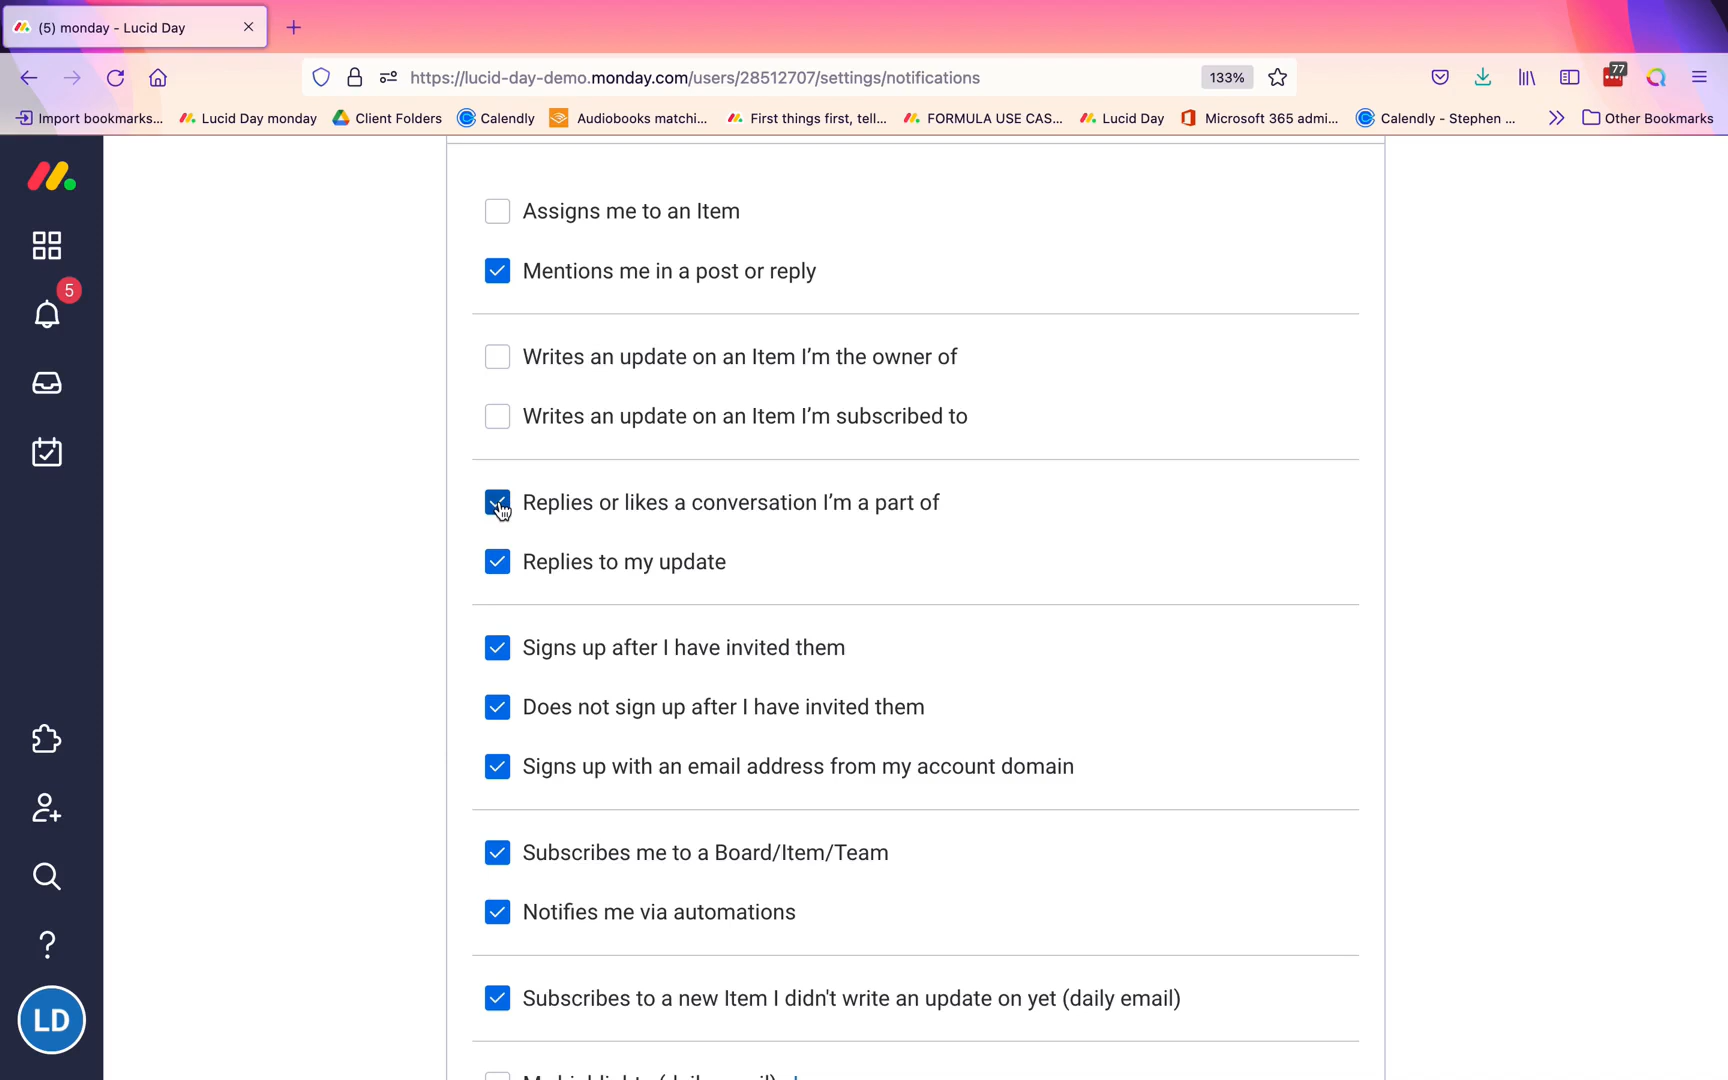 (5) monday - Lucid Day
https://lucid-day-demo.monday.com/users/28512707/settings/notifications
133%
77
Import bookmarks...
Lucid Day monday
Client Folders
Calendly
Audiobooks matchi...
First things first, tell...
FORMULA USE CAS...
Lucid Day
Microsoft 365 admi...
Calendly - Stephen ...
Other Bookmarks
5
LD
Assigns me to an Item
Mentions me in a post or reply
Writes an update on an Item I’m the owner of
Writes an update on an Item I’m subscribed to
Replies or likes a conversation I’m a part of
Replies to my update
Signs up after I have invited them
Does not sign up after I have invited them
Signs up with an email address from my account domain
Subscribes me to a Board/Item/Team
Notifies me via automations
Subscribes to a new Item I didn't write an update on yet (daily email)